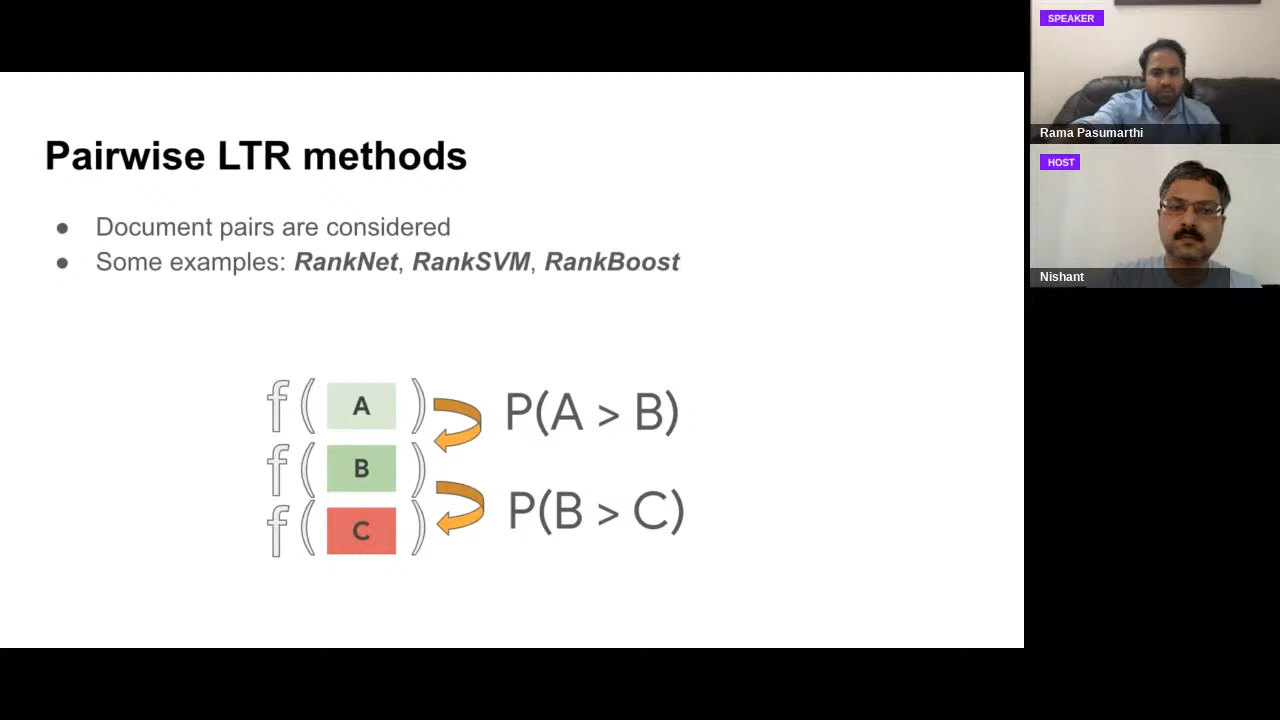 Pairwise LTR methods
● Document pairs are considered
● Some examples: RankNet, RankSVM, RankBoost
f ( A )
P(A > B)
f ( B )
P(B > C)
f ( C )
SPEAKER
Rama Pasumarthi
HOST
Nishant